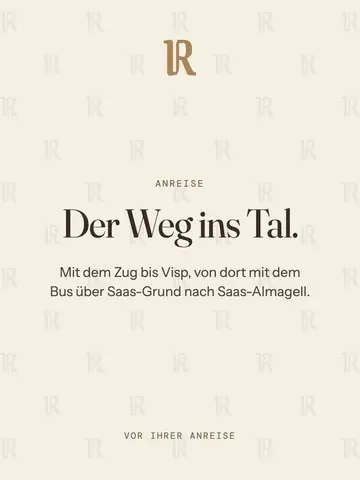 ANREISE
Der Weg ins Tal.
Mit dem Zug bis Visp, von dort mit dem
Bus über Saas-Grund nach Saas-Almagell.
VOR IHRER ANREISE